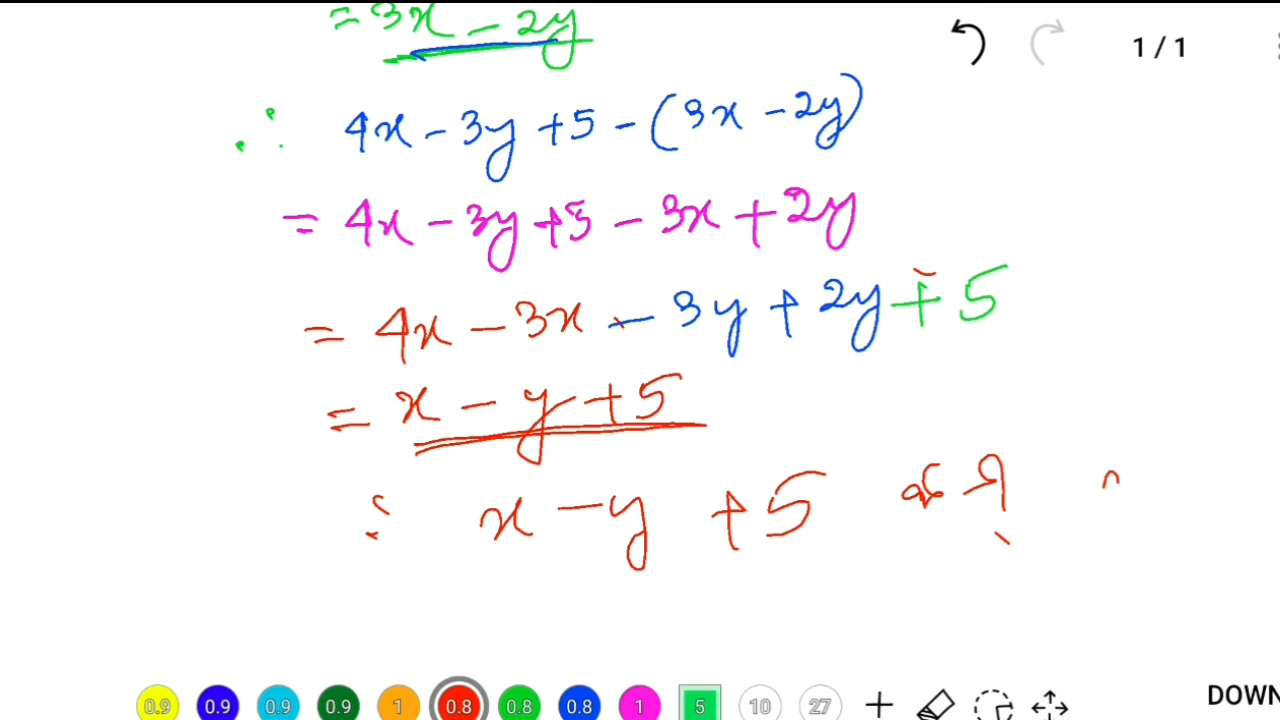 = 3x - 2y
1 / 1
∴ 4x - 3y + 5 - (3x - 2y)
= 4x - 3y + 5 - 3x + 2y
= 4x - 3x - 3y + 2y + 5
= x - y + 5
∴ x - y + 5
0.9 0.9 0.9 0.9 1 0.8 0.8 0.8 1 5 10 27
DOWN